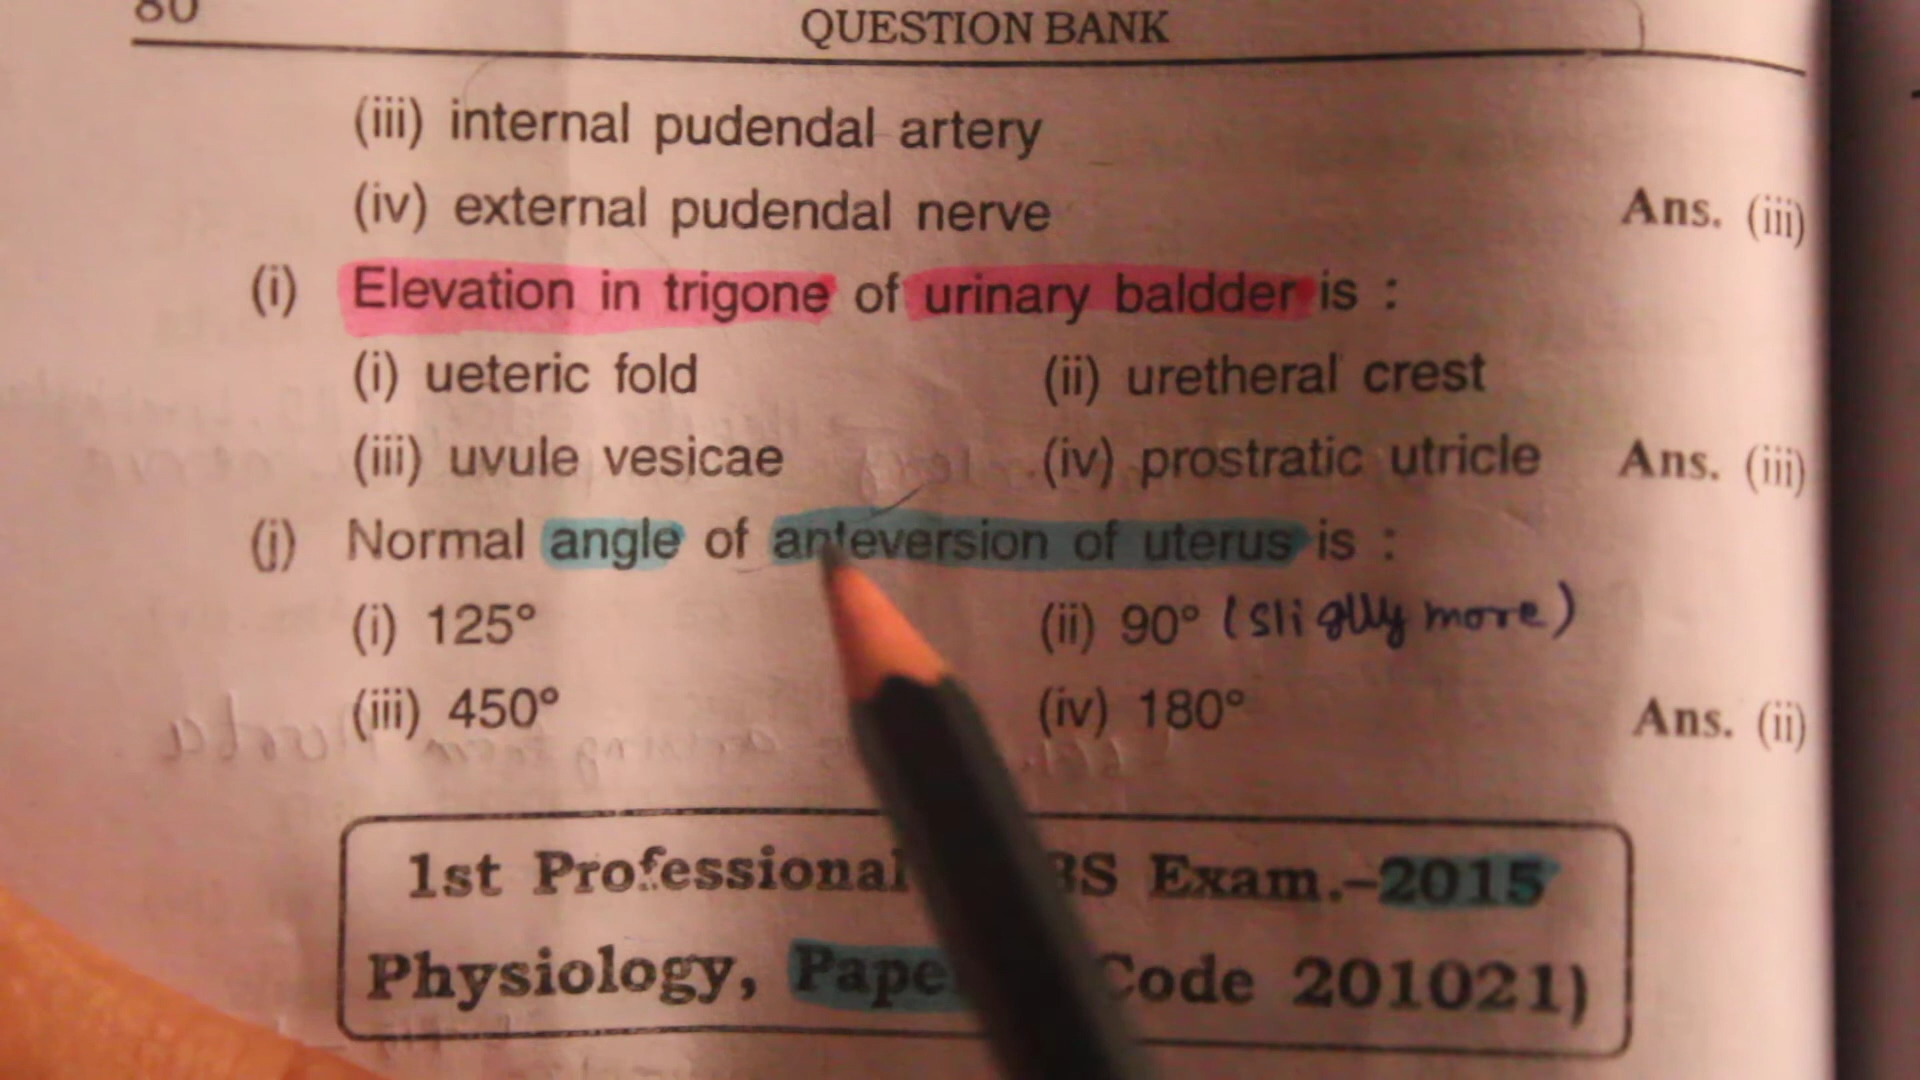 80
QUESTION BANK
(iii) internal pudendal artery
(iv) external pudendal nerve Ans. (iii)
(i) Elevation in trigone of urinary baldder is :
(i) ueteric fold (ii) uretheral crest
(iii) uvule vesicae (iv) prostratic utricle Ans. (iii)
(j) Normal angle of anteversion of uterus is :
(i) 125° (ii) 90° (sliglly more)
(iii) 450° (iv) 180° Ans. (ii)
1st Professional Exam.–2015
Physiology, Code 201021)